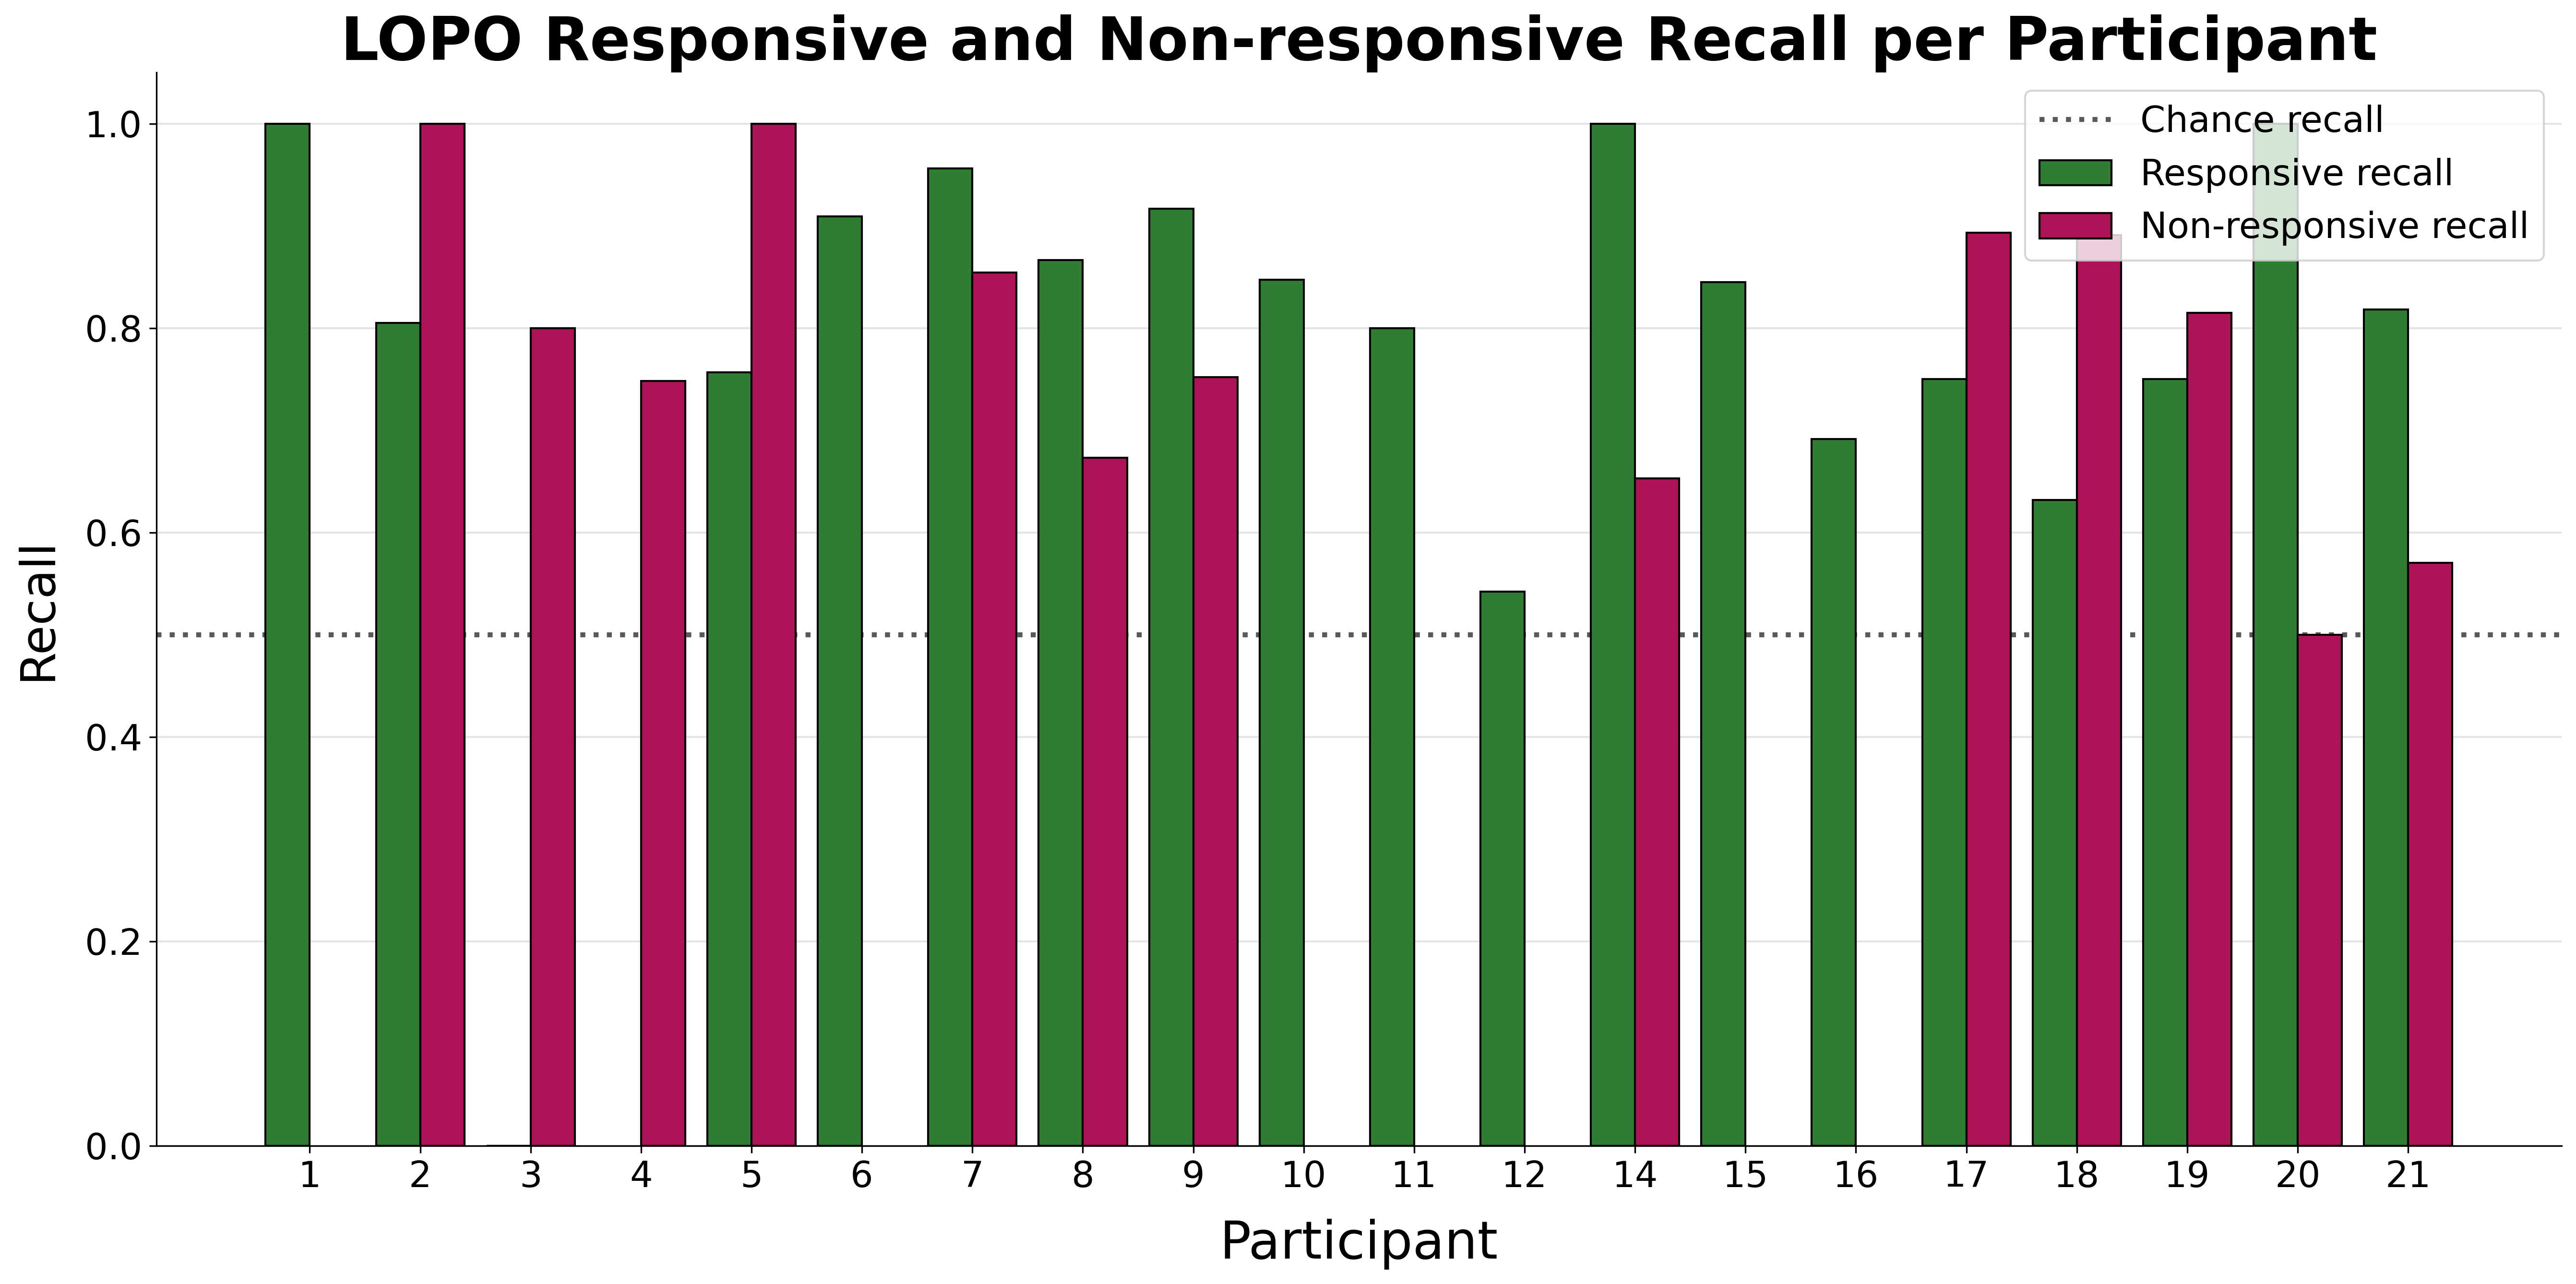 LOPO Responsive and Non-responsive Recall per Participant
Chance recall
Responsive recall
Non-responsive recall
1.0
0.8
0.6
0.4
0.2
0.0
Recall
1 2 3 4 5 6 7 8 9 10 11 12 14 15 16 17 18 19 20 21
Participant